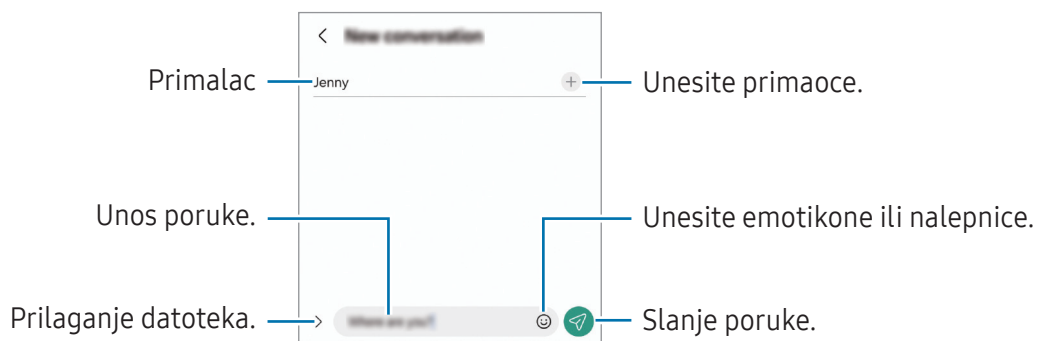 New conversation
Primalac
Jenny
Unesite primaoce.
Unos poruke.
Unesite emotikone ili nalepnice.
Prilaganje datoteka.
Where are you?
Slanje poruke.